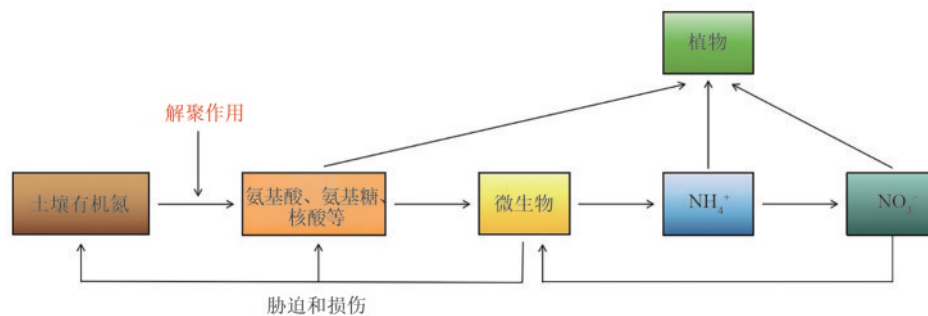 植物
解聚作用
土壤有机氮
氨基酸、氨基糖、
核酸等
微生物
NH₄⁺
NO₃⁻
胁迫和损伤